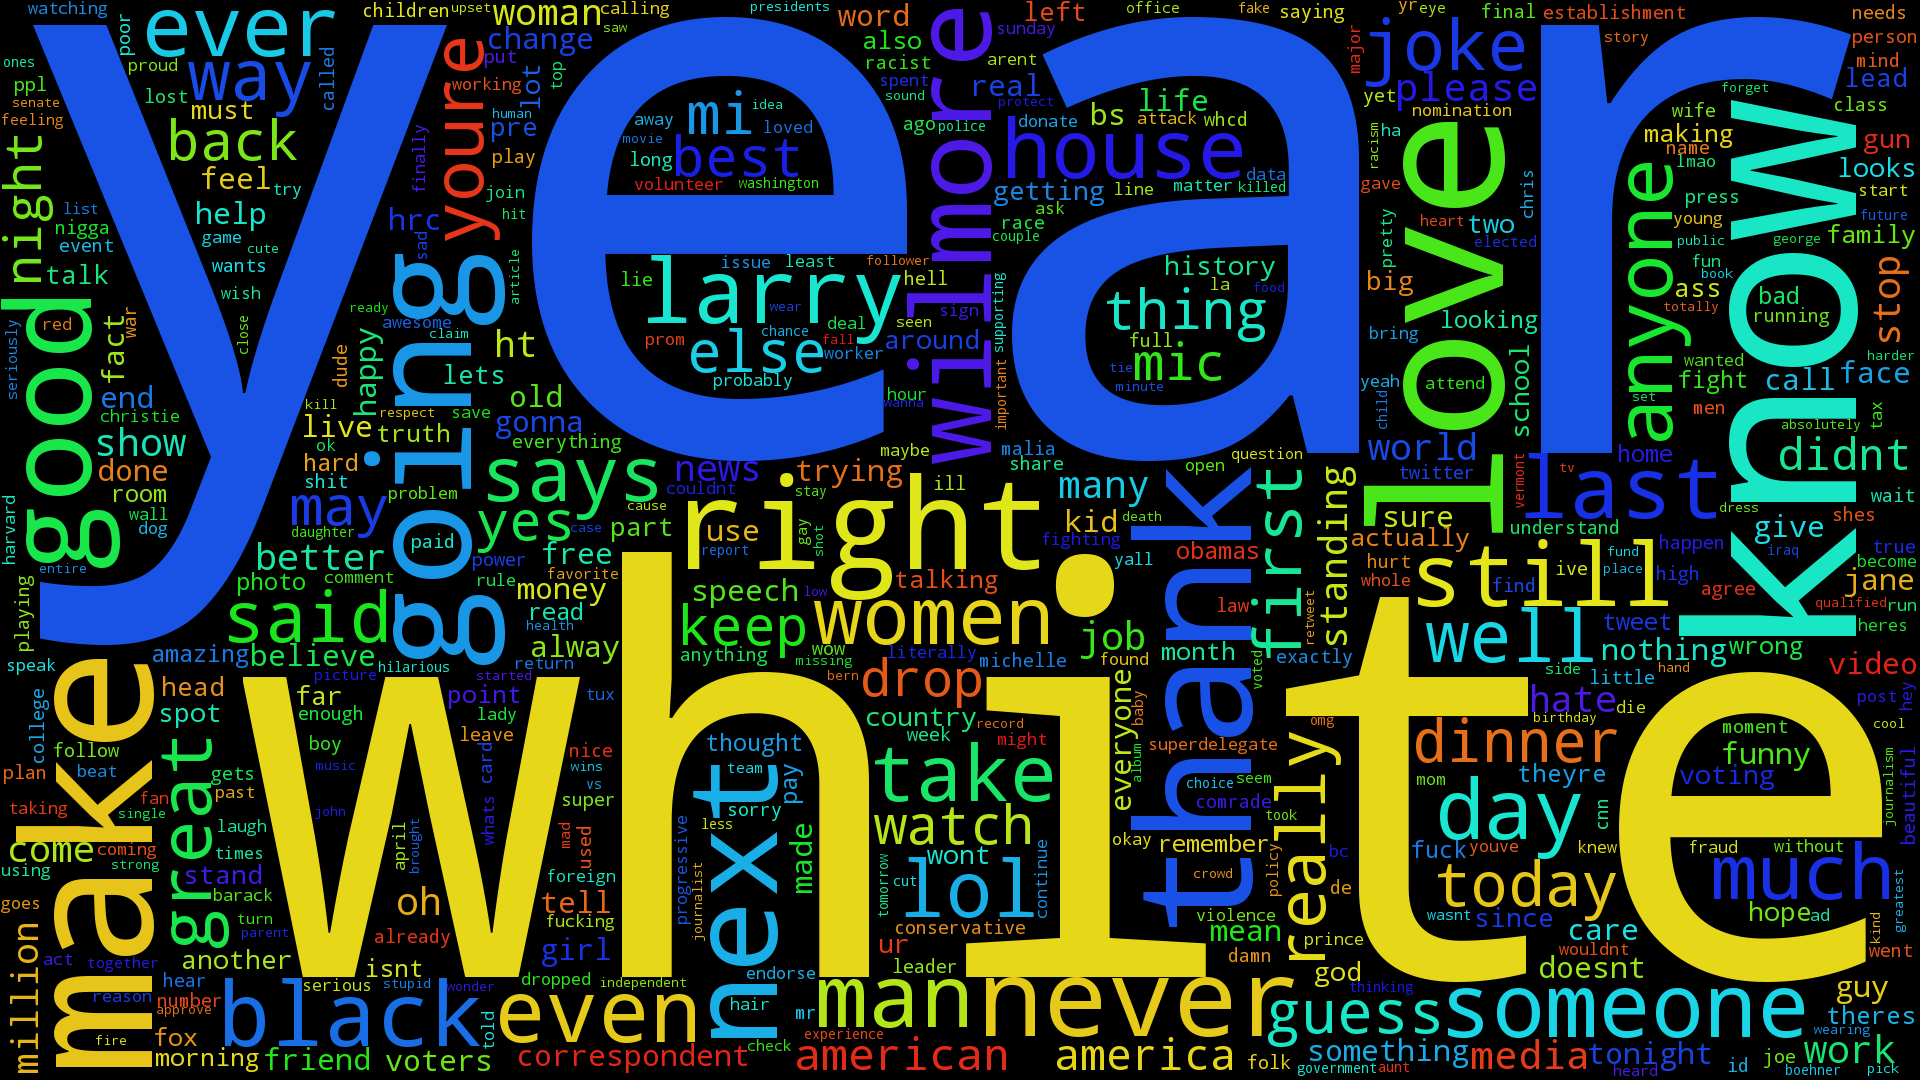 year
white
watching
ever
children
upset
woman
calling
saw
presidents
word
left
office
fake
saying
yr
eye
final
establishment
needs
ones
poor
way
called
change
put
also
sunday
arent
major
joke
story
person
ppl
proud
lost
must
youre
working
lot
top
racist
wilmore
real
spent
sound
protect
yet
please
mind
lead
senate
feeling
night
back
feel
try
finally
human
pre
play
mi
idea
away
loved
movie
long
best
volunteer
washington
ago
police
house
donate
bs
life
attack
whcd
getting
line
matter
data
killed
racism
ha
nomination
gave
love
chris
wife
making
name
lmao
forget
class
gun
looks
list
nigga
event
talk
help
game
cute
wants
wish
hrc
sad
join
hit
going
article
issue
least
follower
lie
larry
wear
chance
deal
fall
worker
prom
else
probably
hell
sign
seen
around
race
ask
couple
history
la
food
thing
full
mic
tie
minute
supporting
important
heart
two
elected
pretty
big
bring
looking
anyone
press
young
public
fun
book
george
start
future
family
know
ass
totally
bad
running
stop
seriously
red
good
fact
war
close
end
christie
show
done
room
wall
dog
ready
happy
awesome
claim
dude
lets
ht
kill
respect
save
old
gonna
live
truth
ok
hard
shit
everything
hour
wanna
maybe
yeah
child
attend
school
wanted
fight
set
men
call
face
harder
absolutely
tax
didnt
harvard
entire
playing
may
problem
says
daughter
better
paid
yes
case
cause
part
news
couldnt
trying
stay
ill
right
use
report
gay
shot
many
malia
share
kid
death
fighting
yall
open
question
first
standing
world
twitter
vermont
last
tv
home
sure
understand
actually
dress
wait
give
shes
iraq
true
become
photo
comment
power
free
rule
favorite
money
read
health
said
believe
hilarious
alway
return
started
speech
talking
low
keep
women
anything
wow
missing
literally
michelle
job
found
obamas
law
thank
month
voted
retweet
exactly
hurt
whole
still
ive
find
fund
place
happen
high
agree
jane
qualified
run
heres
tweet
well
nothing
wrong
side
little
hand
video
speak
amazing
college
make
head
spot
follow
beat
plan
taking
fan
single
great
gets
past
picture
far
enough
boy
music
john
point
tux
lady
leave
nice
wins
vs
super
bern
drop
country
record
week
might
thought
team
sorry
pay
less
next
everyone
baby
album
superdelegate
choice
seem
comrade
took
omg
really
hate
die
birthday
dinner
theyre
mom
day
cnn
moment
funny
voting
post
hey
cool
journalism
beautiful
come
coming
strong
using
laugh
times
stand
barack
april
brought
whats card
mad
used
foreign
fucking
progressive
journalist
made
take
watch
wont
lol
cut
tomorrow
continue
okay
remember
crowd
policy
bc
de
fuck
youve
knew
fraud
without
much
today
hope
ad
kind
greatest
goes
million
act
together
turn
parent
another
oh
already
isnt
tell
girl
dropped
independent
conservative
ur
leader
endorse
violence
mean
damn
prince
god
since
wasnt
wouldnt
care
doesnt
went
reason
hear
number
approve
fox
fire
morning
black
friend
serious
stupid
wonder
voters
told
even
correspondent
hair
check
mr
experience
man
american
never
america
folk
guess
thinking
something
government
aunt
someone
media
heard
tonight
id
joe
boehner
guy
theres
wearing
work
pick